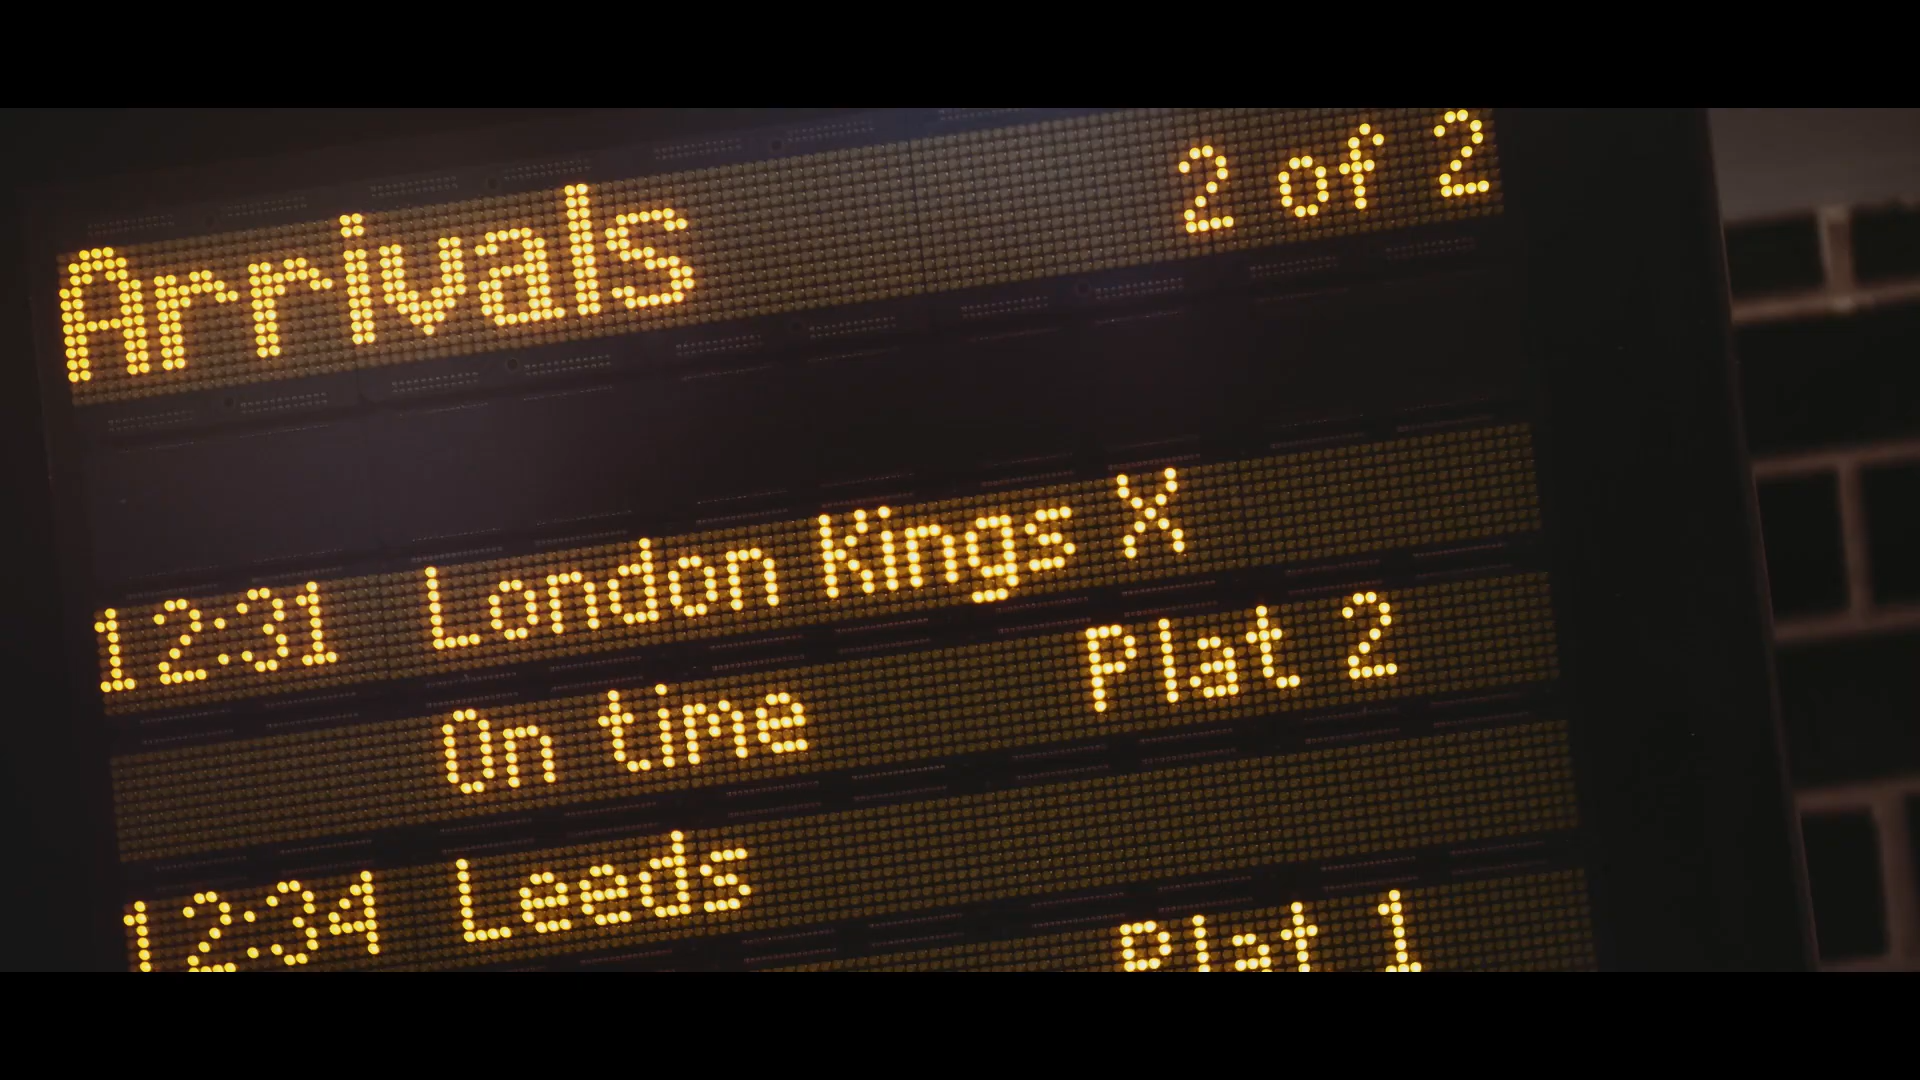 Arrivals 2 of 2
12:31 London Kings X
On time Plat 2
12:34 Leeds
Plat 1